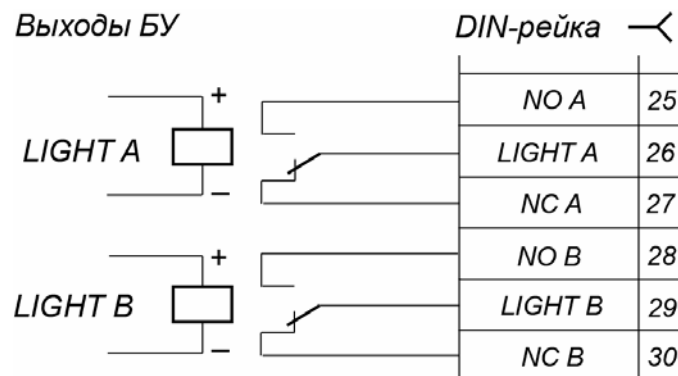 Выходы БУ DIN-рейка
+ NO A 25
LIGHT A LIGHT A 26
− NC A 27
+ NO B 28
LIGHT B LIGHT B 29
− NC B 30